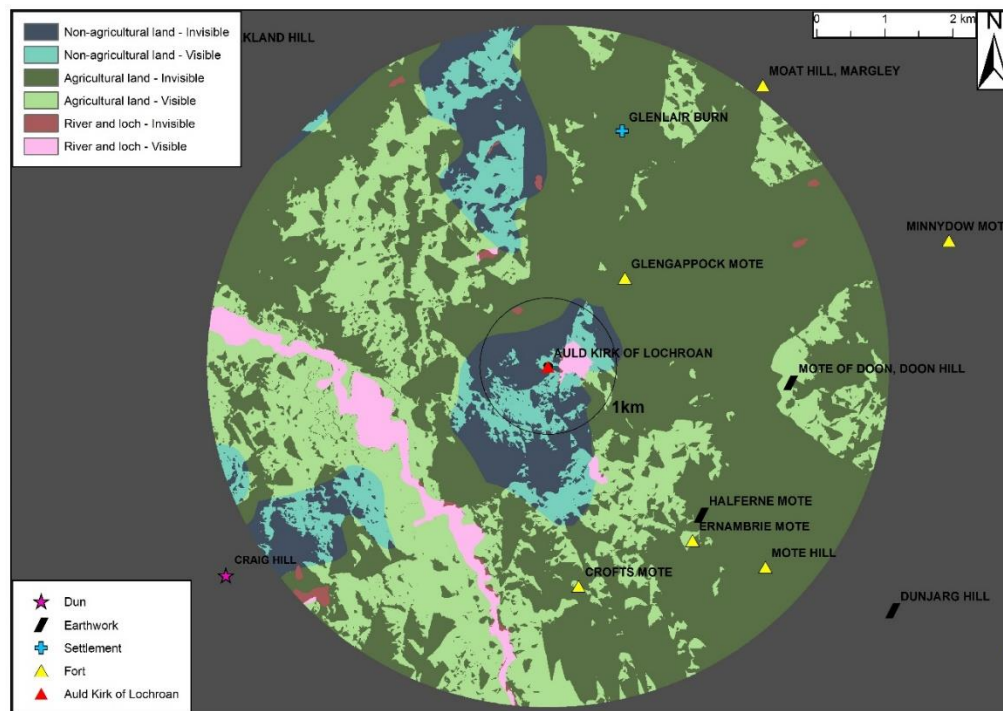 Non-agricultural land - Invisible
Non-agricultural land - Visible
Agricultural land - Invisible
Agricultural land - Visible
River and loch - Invisible
River and loch - Visible
KLAND HILL
0 1 2 km
N
MOAT HILL, MARGLEY
GLENLAIR BURN
MINNYDOW MOT
GLENGAPPOCK MOTE
AULD KIRK OF LOCHROAN
MOTE OF DOON, DOON HILL
1km
HALFERNE MOTE
ERNAMBRIE MOTE
CRAIG HILL
CROFTS MOTE
MOTE HILL
DUNJARG HILL
Dun
Earthwork
Settlement
Fort
Auld Kirk of Lochroan